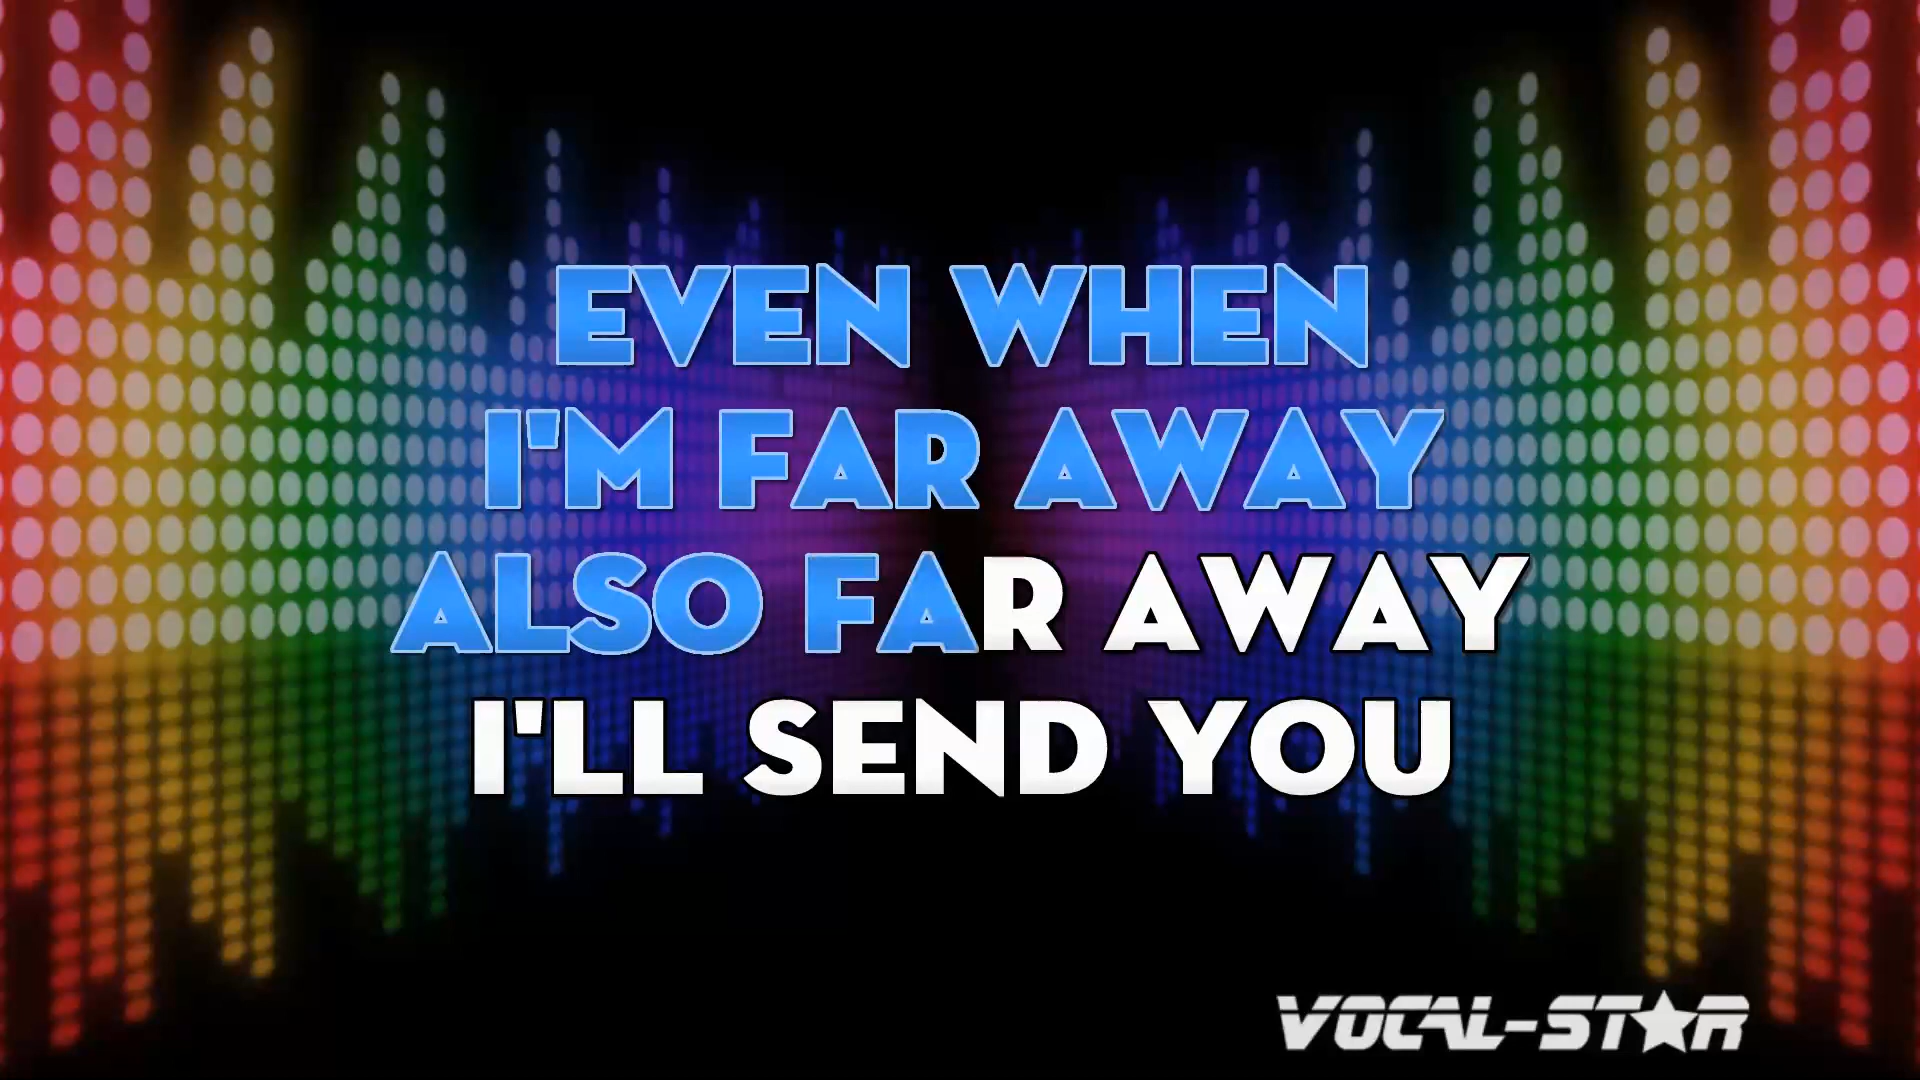 EVEN WHEN
I'M FAR AWAY
ALSO FAR AWAY
I'LL SEND YOU
VOCAL-STAR